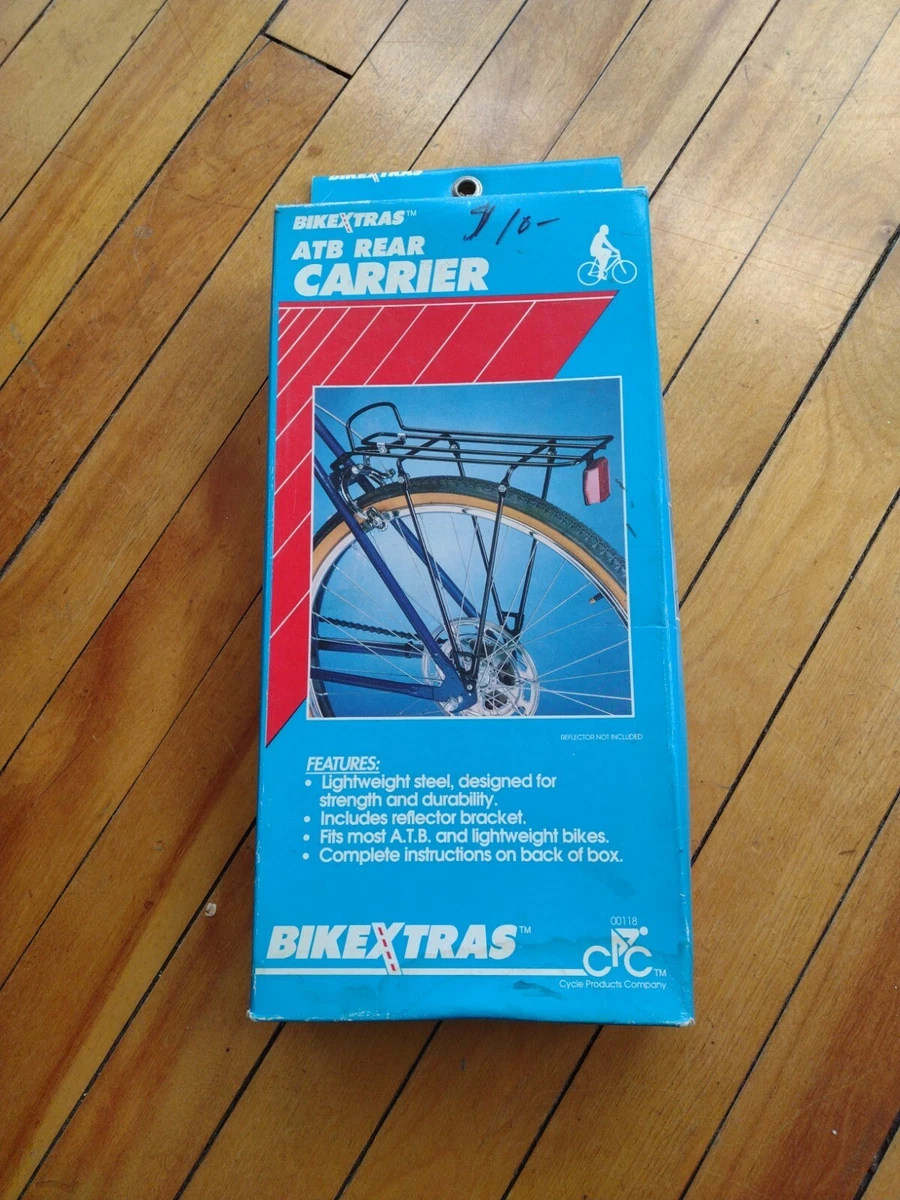 BIKEXTRAS
BIKEXTRAS™
$10-
ATB REAR
CARRIER
REFLECTOR NOT INCLUDED
FEATURES:
• Lightweight steel, designed for
strength and durability.
• Includes reflector bracket.
• Fits most A.T.B. and lightweight bikes.
• Complete instructions on back of box.
BIKEXTRAS™
00118
CPC™
Cycle Products Company